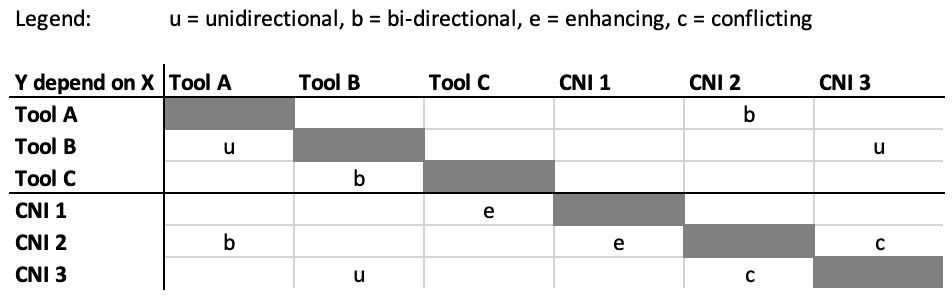 Legend: u = unidirectional, b = bi-directional, e = enhancing, c = conflicting
Y depend on X Tool A Tool B Tool C CNI 1 CNI 2 CNI 3
Tool A b
Tool B u u
Tool C b
CNI 1 e
CNI 2 b e c
CNI 3 u c